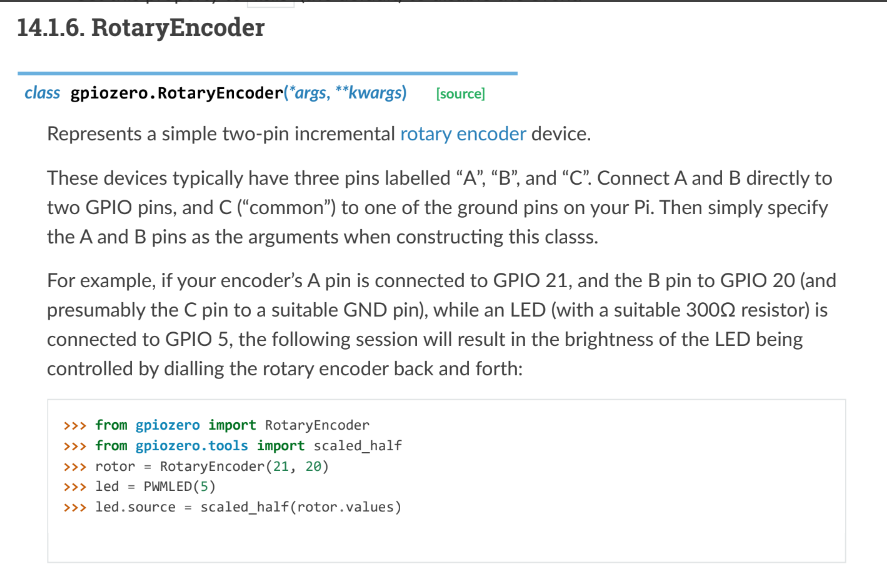 14.1.6. RotaryEncoder
class gpiozero.RotaryEncoder(*args, **kwargs) [source]
Represents a simple two-pin incremental rotary encoder device.
These devices typically have three pins labelled “A”, “B”, and “C”. Connect A and B directly to
two GPIO pins, and C (“common”) to one of the ground pins on your Pi. Then simply specify
the A and B pins as the arguments when constructing this classs.
For example, if your encoder’s A pin is connected to GPIO 21, and the B pin to GPIO 20 (and
presumably the C pin to a suitable GND pin), while an LED (with a suitable 300Ω resistor) is
connected to GPIO 5, the following session will result in the brightness of the LED being
controlled by dialling the rotary encoder back and forth:
>>> from gpiozero import RotaryEncoder
>>> from gpiozero.tools import scaled_half
>>> rotor = RotaryEncoder(21, 20)
>>> led = PWMLED(5)
>>> led.source = scaled_half(rotor.values)